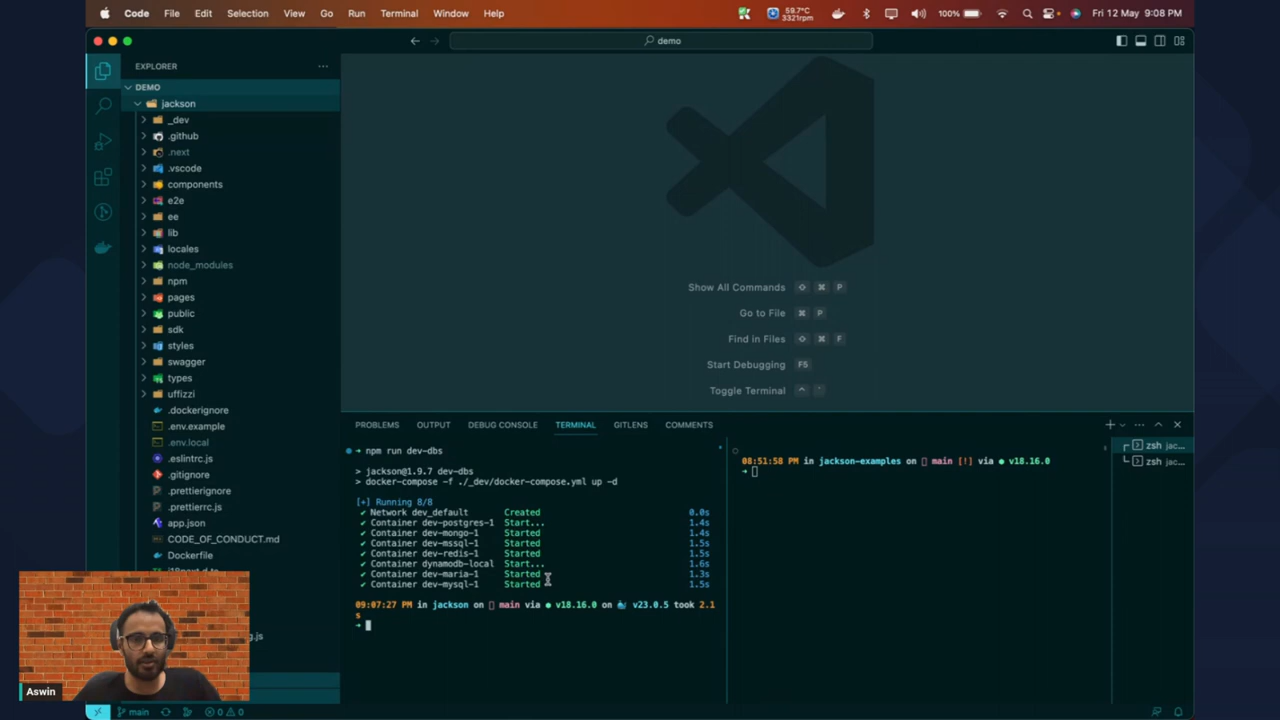 Code File Edit Selection View Go Run Terminal Window Help
59.7°C
3321rpm
100%
Fri 12 May 9:08 PM
demo
EXPLORER
DEMO
jackson
_dev
.github
.next
.vscode
components
e2e
ee
lib
locales
node_modules
npm
pages
public
sdk
styles
swagger
types
uffizzi
.dockerignore
.env.example
.env.local
.eslintrc.js
.gitignore
.prettierignore
.prettierrc.js
app.json
CODE_OF_CONDUCT.md
Dockerfile
Show All Commands ⇧ ⌘ P
Go to File ⌘ P
Find in Files ⇧ ⌘ F
Start Debugging F5
Toggle Terminal ^ `
PROBLEMS OUTPUT DEBUG CONSOLE TERMINAL GITLENS COMMENTS
→ npm run dev-dbs
> jackson@1.9.7 dev-dbs
> docker-compose -f ./_dev/docker-compose.yml up -d
[+] Running 8/8
✔ Network dev_default Created 0.0s
✔ Container dev-postgres-1 Start... 1.4s
✔ Container dev-mongo-1 Started 1.4s
✔ Container dev-mssql-1 Started 1.5s
✔ Container dev-redis-1 Started 1.5s
✔ Container dynamodb-local Start... 1.6s
✔ Container dev-maria-1 Started 1.3s
✔ Container dev-mysql-1 Started 1.5s
09:07:27 PM in jackson on main via v18.16.0 on v23.0.5 took 2.1
s
→
08:51:58 PM in jackson-examples on main [!] via v18.16.0
→
zsh jac...
zsh jac...
Aswin
main 0 0